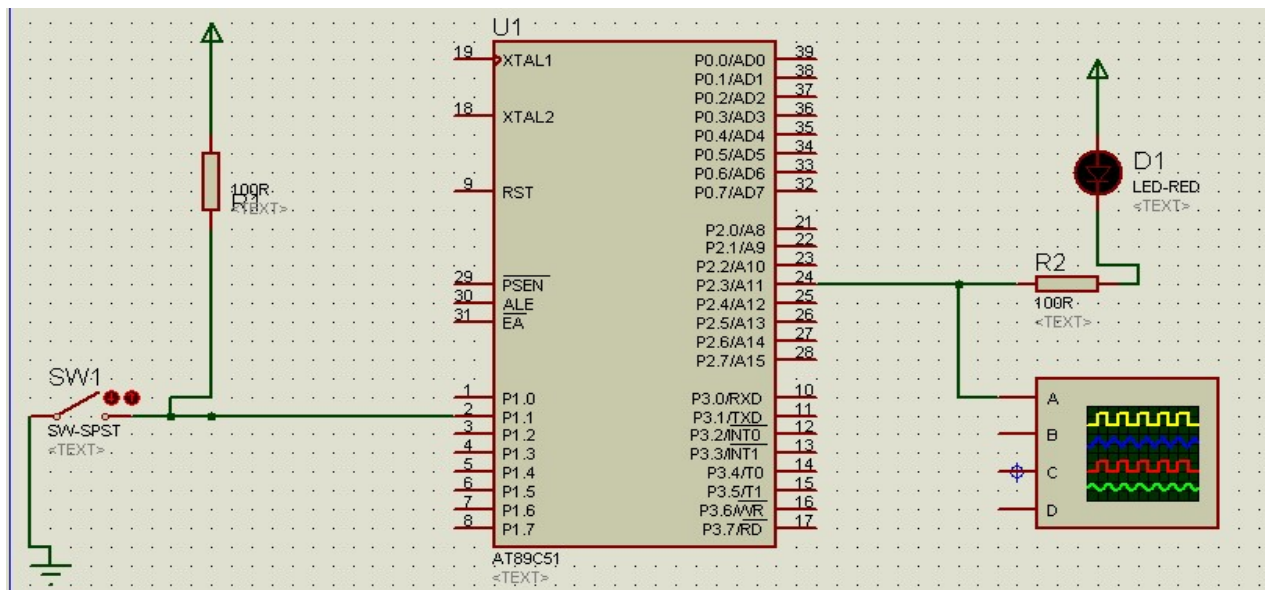 U1
19
XTAL1
18
XTAL2
9
RST
29
PSEN
30
ALE
31
EA
1
P1.0
2
P1.1
3
P1.2
4
P1.3
5
P1.4
6
P1.5
7
P1.6
8
P1.7
P0.0/AD0
39
P0.1/AD1
38
P0.2/AD2
37
P0.3/AD3
36
P0.4/AD4
35
P0.5/AD5
34
P0.6/AD6
33
P0.7/AD7
32
P2.0/A8
21
P2.1/A9
22
P2.2/A10
23
P2.3/A11
24
P2.4/A12
25
P2.5/A13
26
P2.6/A14
27
P2.7/A15
28
P3.0/RXD
10
P3.1/TXD
11
P3.2/INT0
12
P3.3/INT1
13
P3.4/T0
14
P3.5/T1
15
P3.6/WR
16
P3.7/RD
17
AT89C51
<TEXT>
100R
R1
<TEXT>
SW1
SW-SPST
<TEXT>
D1
LED-RED
<TEXT>
R2
100R
<TEXT>
A
B
C
D